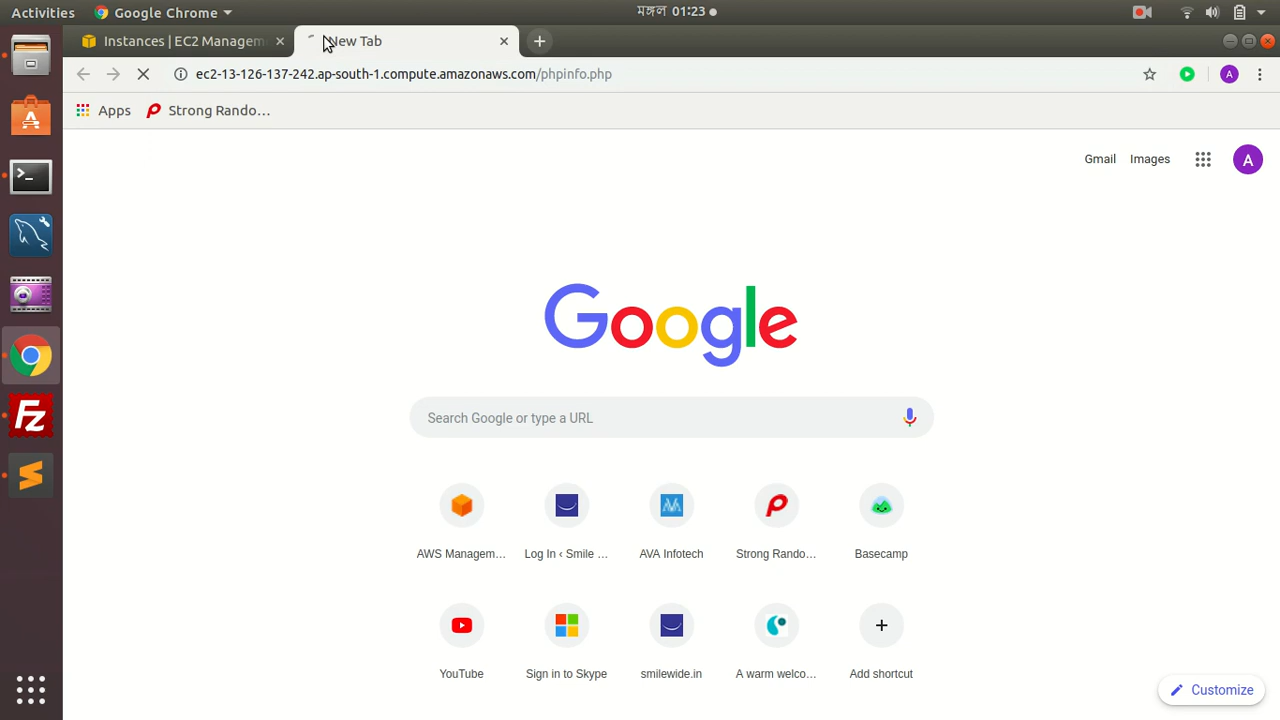 Activities
Google Chrome
মঙ্গল 01:23
Instances | EC2 Managem
New Tab
ec2-13-126-137-242.ap-south-1.compute.amazonaws.com/phpinfo.php
Apps
Strong Rando…
Gmail
Images
A
Google
Search Google or type a URL
AWS Managem…
Log In ‹ Smile …
AVA Infotech
Strong Rando…
Basecamp
YouTube
Sign in to Skype
smilewide.in
A warm welco…
Add shortcut
Customize